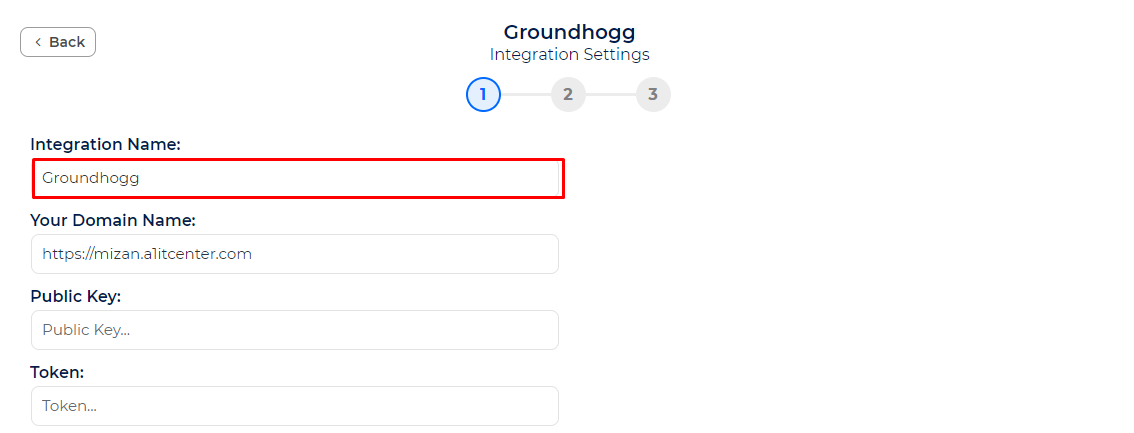 Back
Groundhogg
Integration Settings
1 2 3
Integration Name:
Groundhogg
Your Domain Name:
https://mizan.a1itcenter.com
Public Key:
Public Key...
Token:
Token...